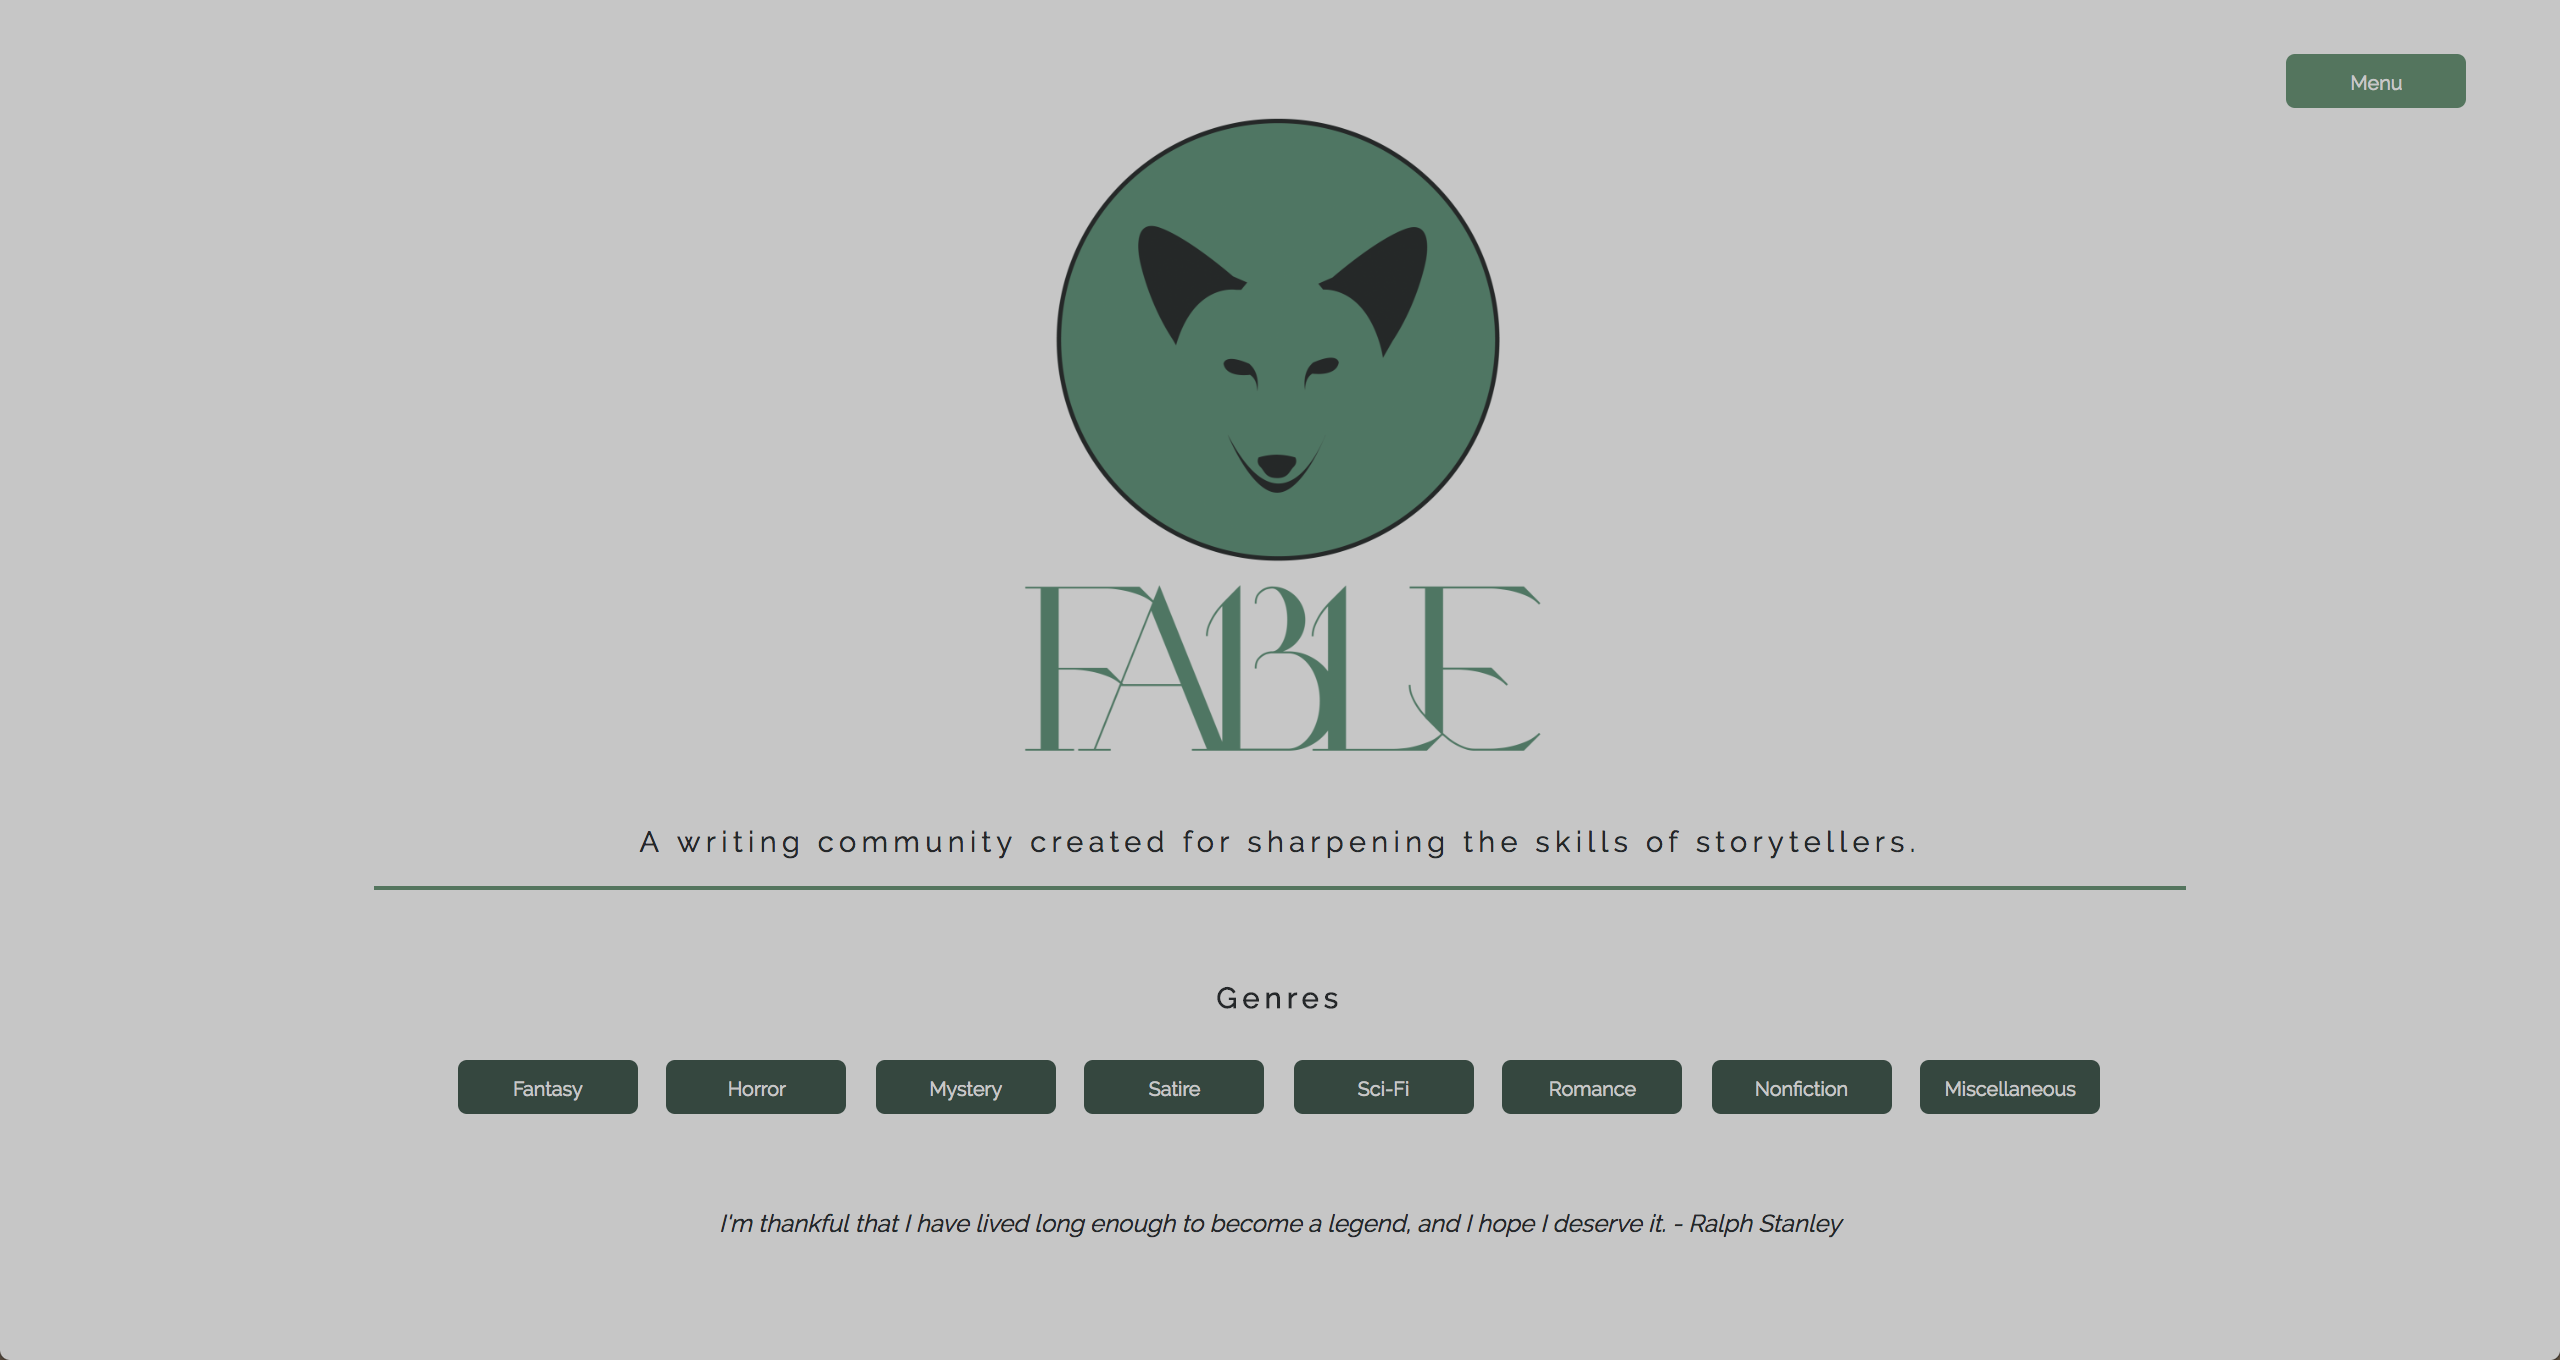 Menu
FABLE
A writing community created for sharpening the skills of storytellers.
Genres
Fantasy Horror Mystery Satire Sci-Fi Romance Nonfiction Miscellaneous
I'm thankful that I have lived long enough to become a legend, and I hope I deserve it. - Ralph Stanley